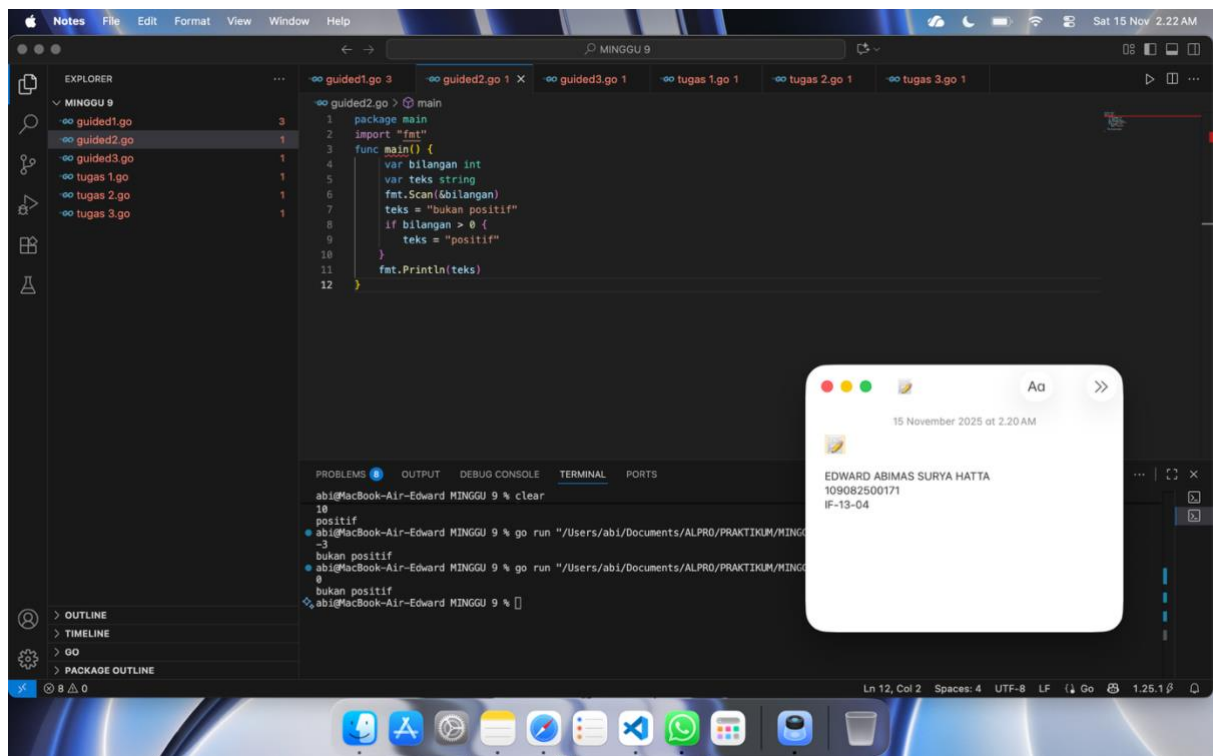 Notes File Edit Format View Window Help
Sat 15 Nov 2.22 AM
MINGGU 9
EXPLORER
MINGGU 9
guided1.go 3
guided2.go 1
guided3.go 1
tugas 1.go 1
tugas 2.go 1
tugas 3.go 1
OUTLINE
TIMELINE
GO
PACKAGE OUTLINE
guided1.go 3 guided2.go 1 guided3.go 1 tugas 1.go 1 tugas 2.go 1 tugas 3.go 1
guided2.go > main
1 package main
2 import "fmt"
3 func main() {
4 var bilangan int
5 var teks string
6 fmt.Scan(&bilangan)
7 teks = "bukan positif"
8 if bilangan > 0 {
9 teks = "positif"
10 }
11 fmt.Println(teks)
12 }
PROBLEMS 8 OUTPUT DEBUG CONSOLE TERMINAL PORTS
abi@MacBook-Air-Edward MINGGU 9 % clear
10
positif
abi@MacBook-Air-Edward MINGGU 9 % go run "/Users/abi/Documents/ALPRO/PRAKTIKUM/MINGG
-3
bukan positif
abi@MacBook-Air-Edward MINGGU 9 % go run "/Users/abi/Documents/ALPRO/PRAKTIKUM/MINGG
0
bukan positif
abi@MacBook-Air-Edward MINGGU 9 %
Aa
15 November 2025 at 2.20 AM
EDWARD ABIMAS SURYA HATTA
109082500171
IF-13-04
8 0
Ln 12, Col 2 Spaces: 4 UTF-8 LF Go 1.25.1